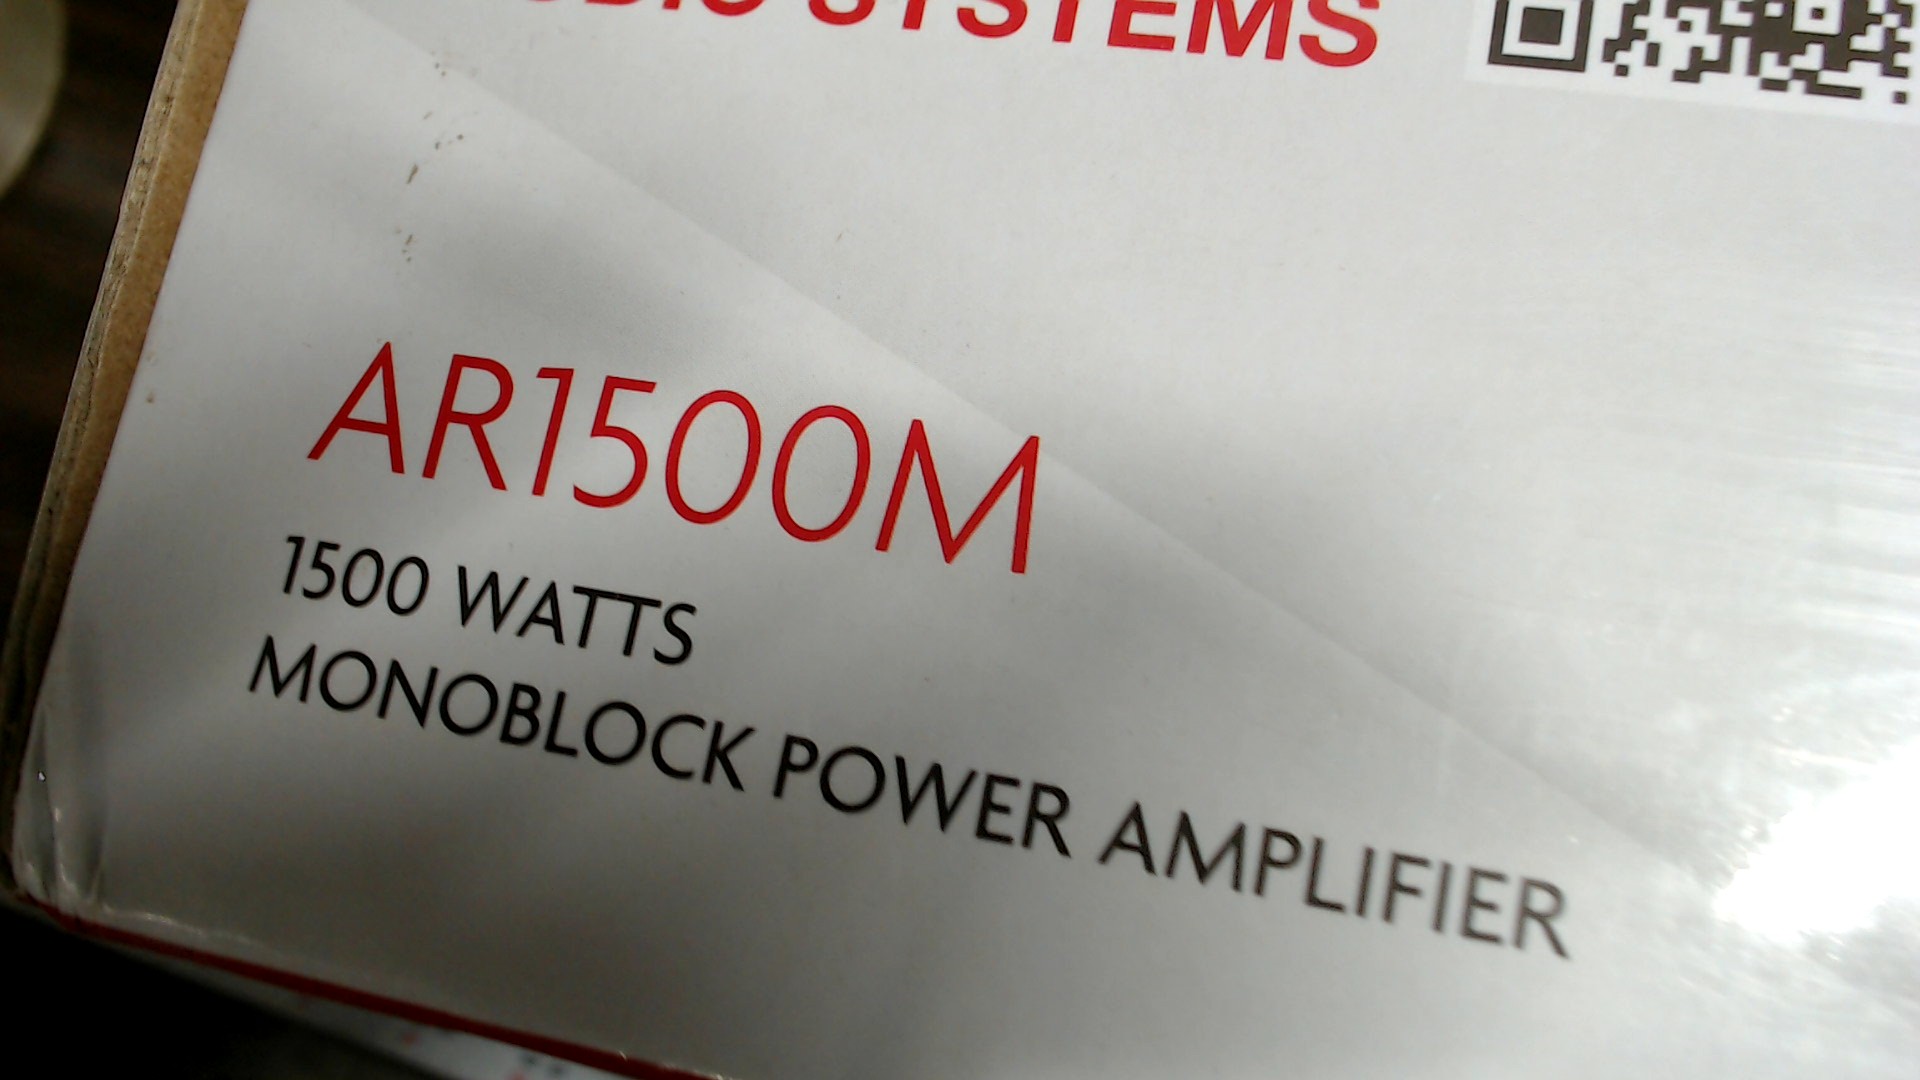 SYSTEMS
AR1500M
1500 WATTS
MONOBLOCK POWER AMPLIFIER